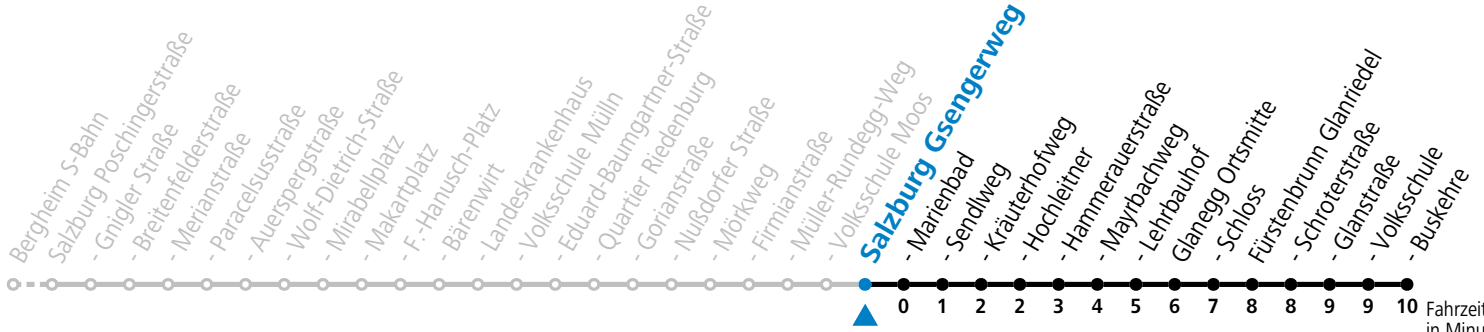 Bergheim S-Bahn
Salzburg Poschingerstraße
- Gnigler Straße
- Breitenfelderstraße
- Merianstraße
- Paracelsusstraße
- Auerspergstraße
- Wolf-Dietrich-Straße
- Mirabellplatz
- Makartplatz
- F.-Hanusch-Platz
- Bärenwirt
- Landeskrankenhaus
- Volksschule Mülln
- Eduard-Baumgartner-Straße
- Quartier Riedenburg
- Gorianstraße
- Nußdorfer Straße
- Mörkweg
- Firmianstraße
- Müller-Rundegg-Weg
- Volksschule Moos
Salzburg Gsengerweg
- Marienbad
- Sendlweg
- Kräuterhofweg
- Hochleitner
- Hammerauerstraße
- Mayrbachweg
- Lehrbauhof
Glanegg Ortsmitte
- Schloss
Fürstenbrunn Glanriedel
- Schroterstraße
- Glanstraße
- Volksschule
- Buskehre
0 1 2 2 3 4 5 6 7 8 8 9 9 10 Fahrzeit
in Minu